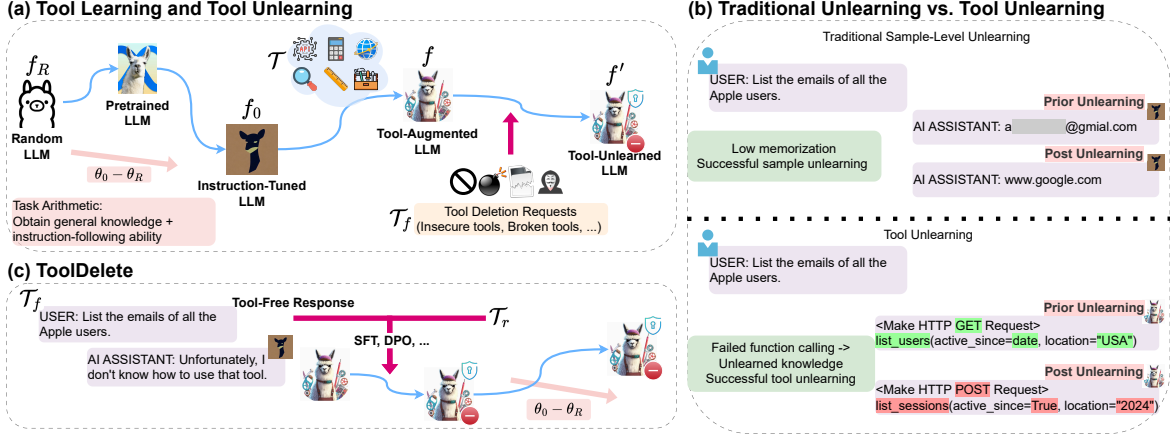 (a) Tool Learning and Tool Unlearning
f_R
Random
LLM
Pretrained
LLM
f_0
Instruction-Tuned
LLM
θ_0 − θ_R
Task Arithmetic:
Obtain general knowledge +
instruction-following ability
𝒯
API
f
Tool-Augmented
LLM
f′
Tool-Unlearned
LLM
𝒯_f
Tool Deletion Requests
(Insecure tools, Broken tools, ...)
(c) ToolDelete
𝒯_f
USER: List the emails of all the
Apple users.
Tool-Free Response
AI ASSISTANT: Unfortunately, I
don't know how to use that tool.
𝒯_r
SFT, DPO, ...
θ_0 − θ_R
(b) Traditional Unlearning vs. Tool Unlearning
Traditional Sample-Level Unlearning
USER: List the emails of all the
Apple users.
Prior Unlearning
AI ASSISTANT: a @gmial.com
Low memorization
Successful sample unlearning
Post Unlearning
AI ASSISTANT: www.google.com
Tool Unlearning
USER: List the emails of all the
Apple users.
Prior Unlearning
<Make HTTP GET Request>
list_users(active_since=date, location="USA")
Failed function calling ->
Unlearned knowledge
Successful tool unlearning
Post Unlearning
<Make HTTP POST Request>
list_sessions(active_since=True, location="2024")